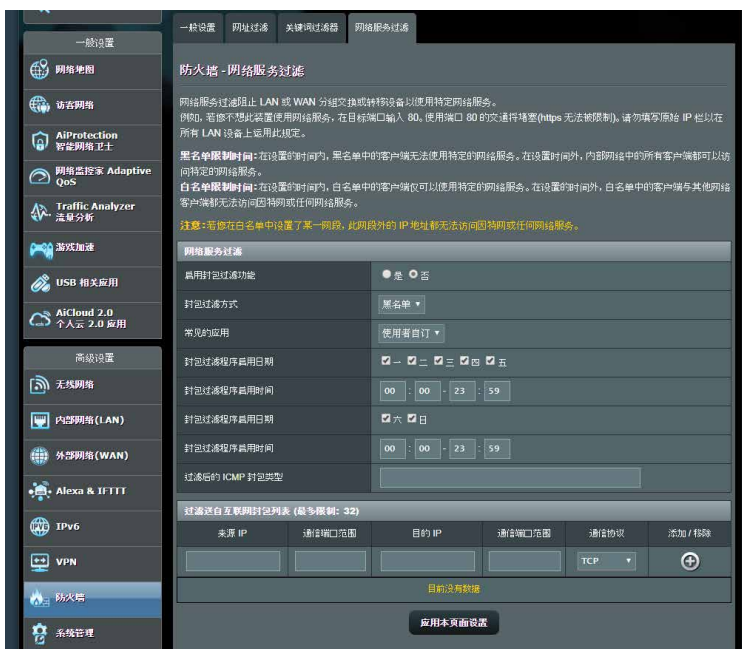 一般设置
网络地图
访客网络
AiProtection
智能网络卫士
网络监控家 Adaptive
QoS
Traffic Analyzer
流量分析
游戏加速
USB 相关应用
AiCloud 2.0
个人云 2.0 应用
高级设置
无线网络
内部网络(LAN)
外部网络(WAN)
Alexa & IFTTT
IPv6
VPN
防火墙
系统管理
一般设置 网址过滤 关键词过滤器 网络服务过滤
防火墙 - 网络服务过滤
网络服务过滤阻止 LAN 或 WAN 分组交换或转移设备以使用特定网络服务。
例如, 若您不想此装置使用网络服务, 在目标端口输入 80。使用端口 80 的交通将堵塞(https 无法被限制)。请勿填写原始 IP 栏以在
所有 LAN 设备上运用此规定。
黑名单限制时间：在设置的时间内, 黑名单中的客户端无法使用特定的网络服务。在设置时间外, 内部网络中的所有客户端都可以访
问特定的网络服务。
白名单限制时间：在设置的时间内, 白名单中的客户端仅可以使用特定的网络服务。在设置的时间外, 白名单中的客户端与其他网络
客户端都无法访问因特网或任何网络服务。
注意：若您在白名单中设置了某一网段, 此网段外的 IP 地址都无法访问因特网或任何网络服务。
网络服务过滤
启用封包过滤功能 是 否
封包过滤方式 黑名单
常见的应用 使用者自订
封包过滤程序启用日期 一 二 三 四 五
封包过滤程序启用时间 00 : 00 - 23 : 59
封包过滤程序启用日期 六 日
封包过滤程序启用时间 00 : 00 - 23 : 59
过滤后的 ICMP 封包类型
过滤送自互联网封包列表 (最多限制: 32)
来源 IP 通信端口范围 目的 IP 通信端口范围 通信协议 添加 / 移除
TCP
目前没有数据
应用本页面设置